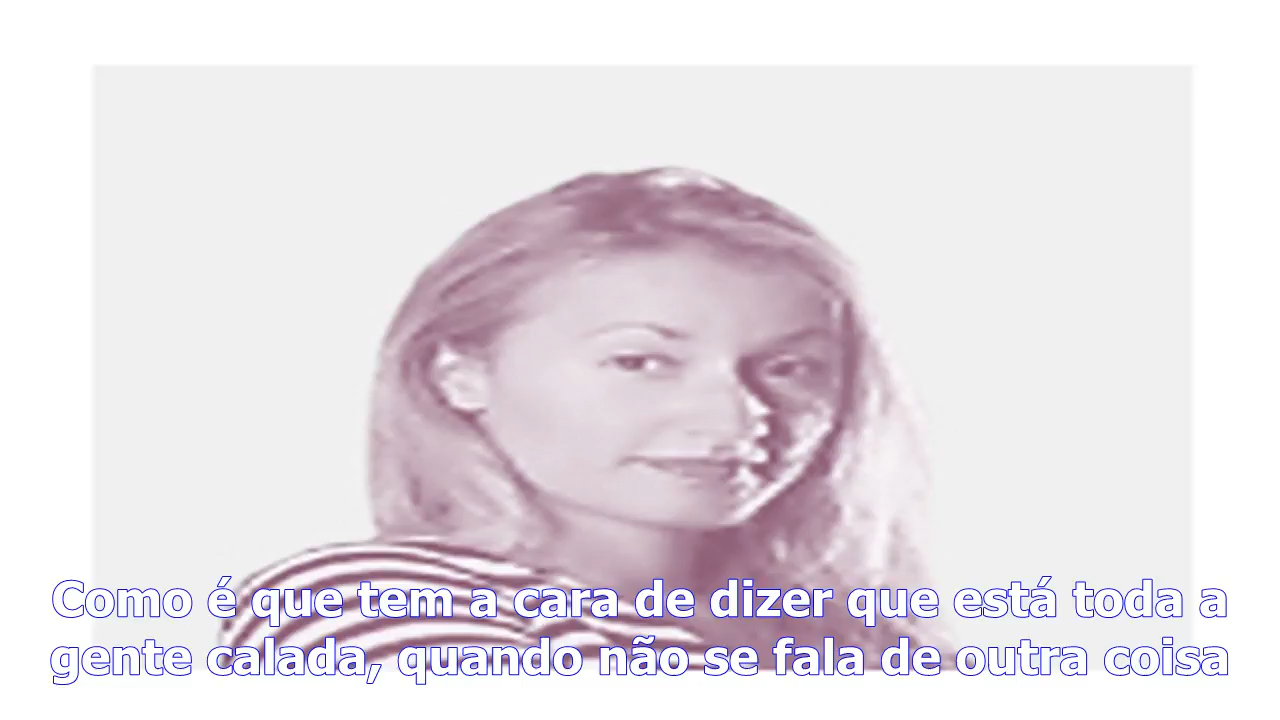 Como é que tem a cara de dizer que está toda a
gente calada, quando não se fala de outra coisa